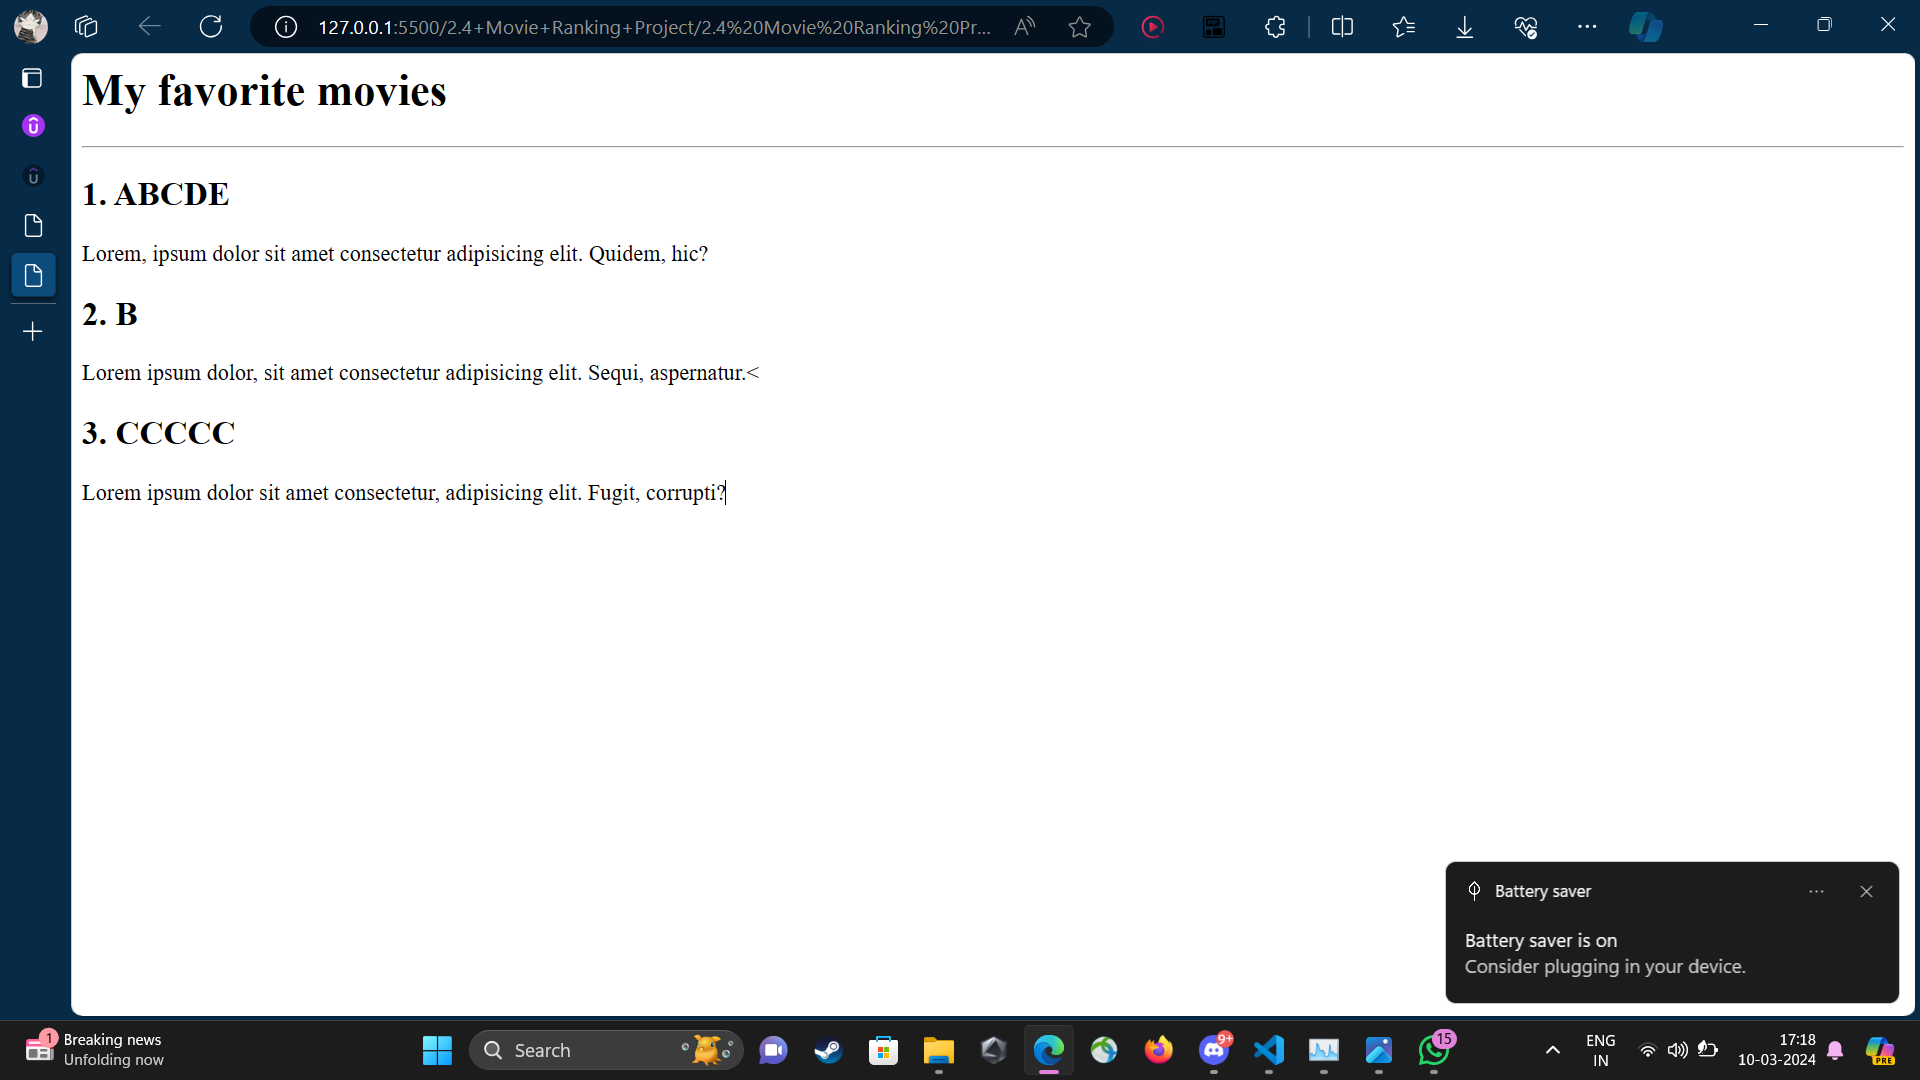 127.0.0.1:5500/2.4+Movie+Ranking+Project/2.4%20Movie%20Ranking%20Pr...
My favorite movies
1. ABCDE
Lorem, ipsum dolor sit amet consectetur adipisicing elit. Quidem, hic?
2. B
Lorem ipsum dolor, sit amet consectetur adipisicing elit. Sequi, aspernatur.<
3. CCCCC
Lorem ipsum dolor sit amet consectetur, adipisicing elit. Fugit, corrupti?
Battery saver
Battery saver is on
Consider plugging in your device.
1
Breaking news
Unfolding now
Search
9+
15
ENG
IN
17:18
10-03-2024
PRE